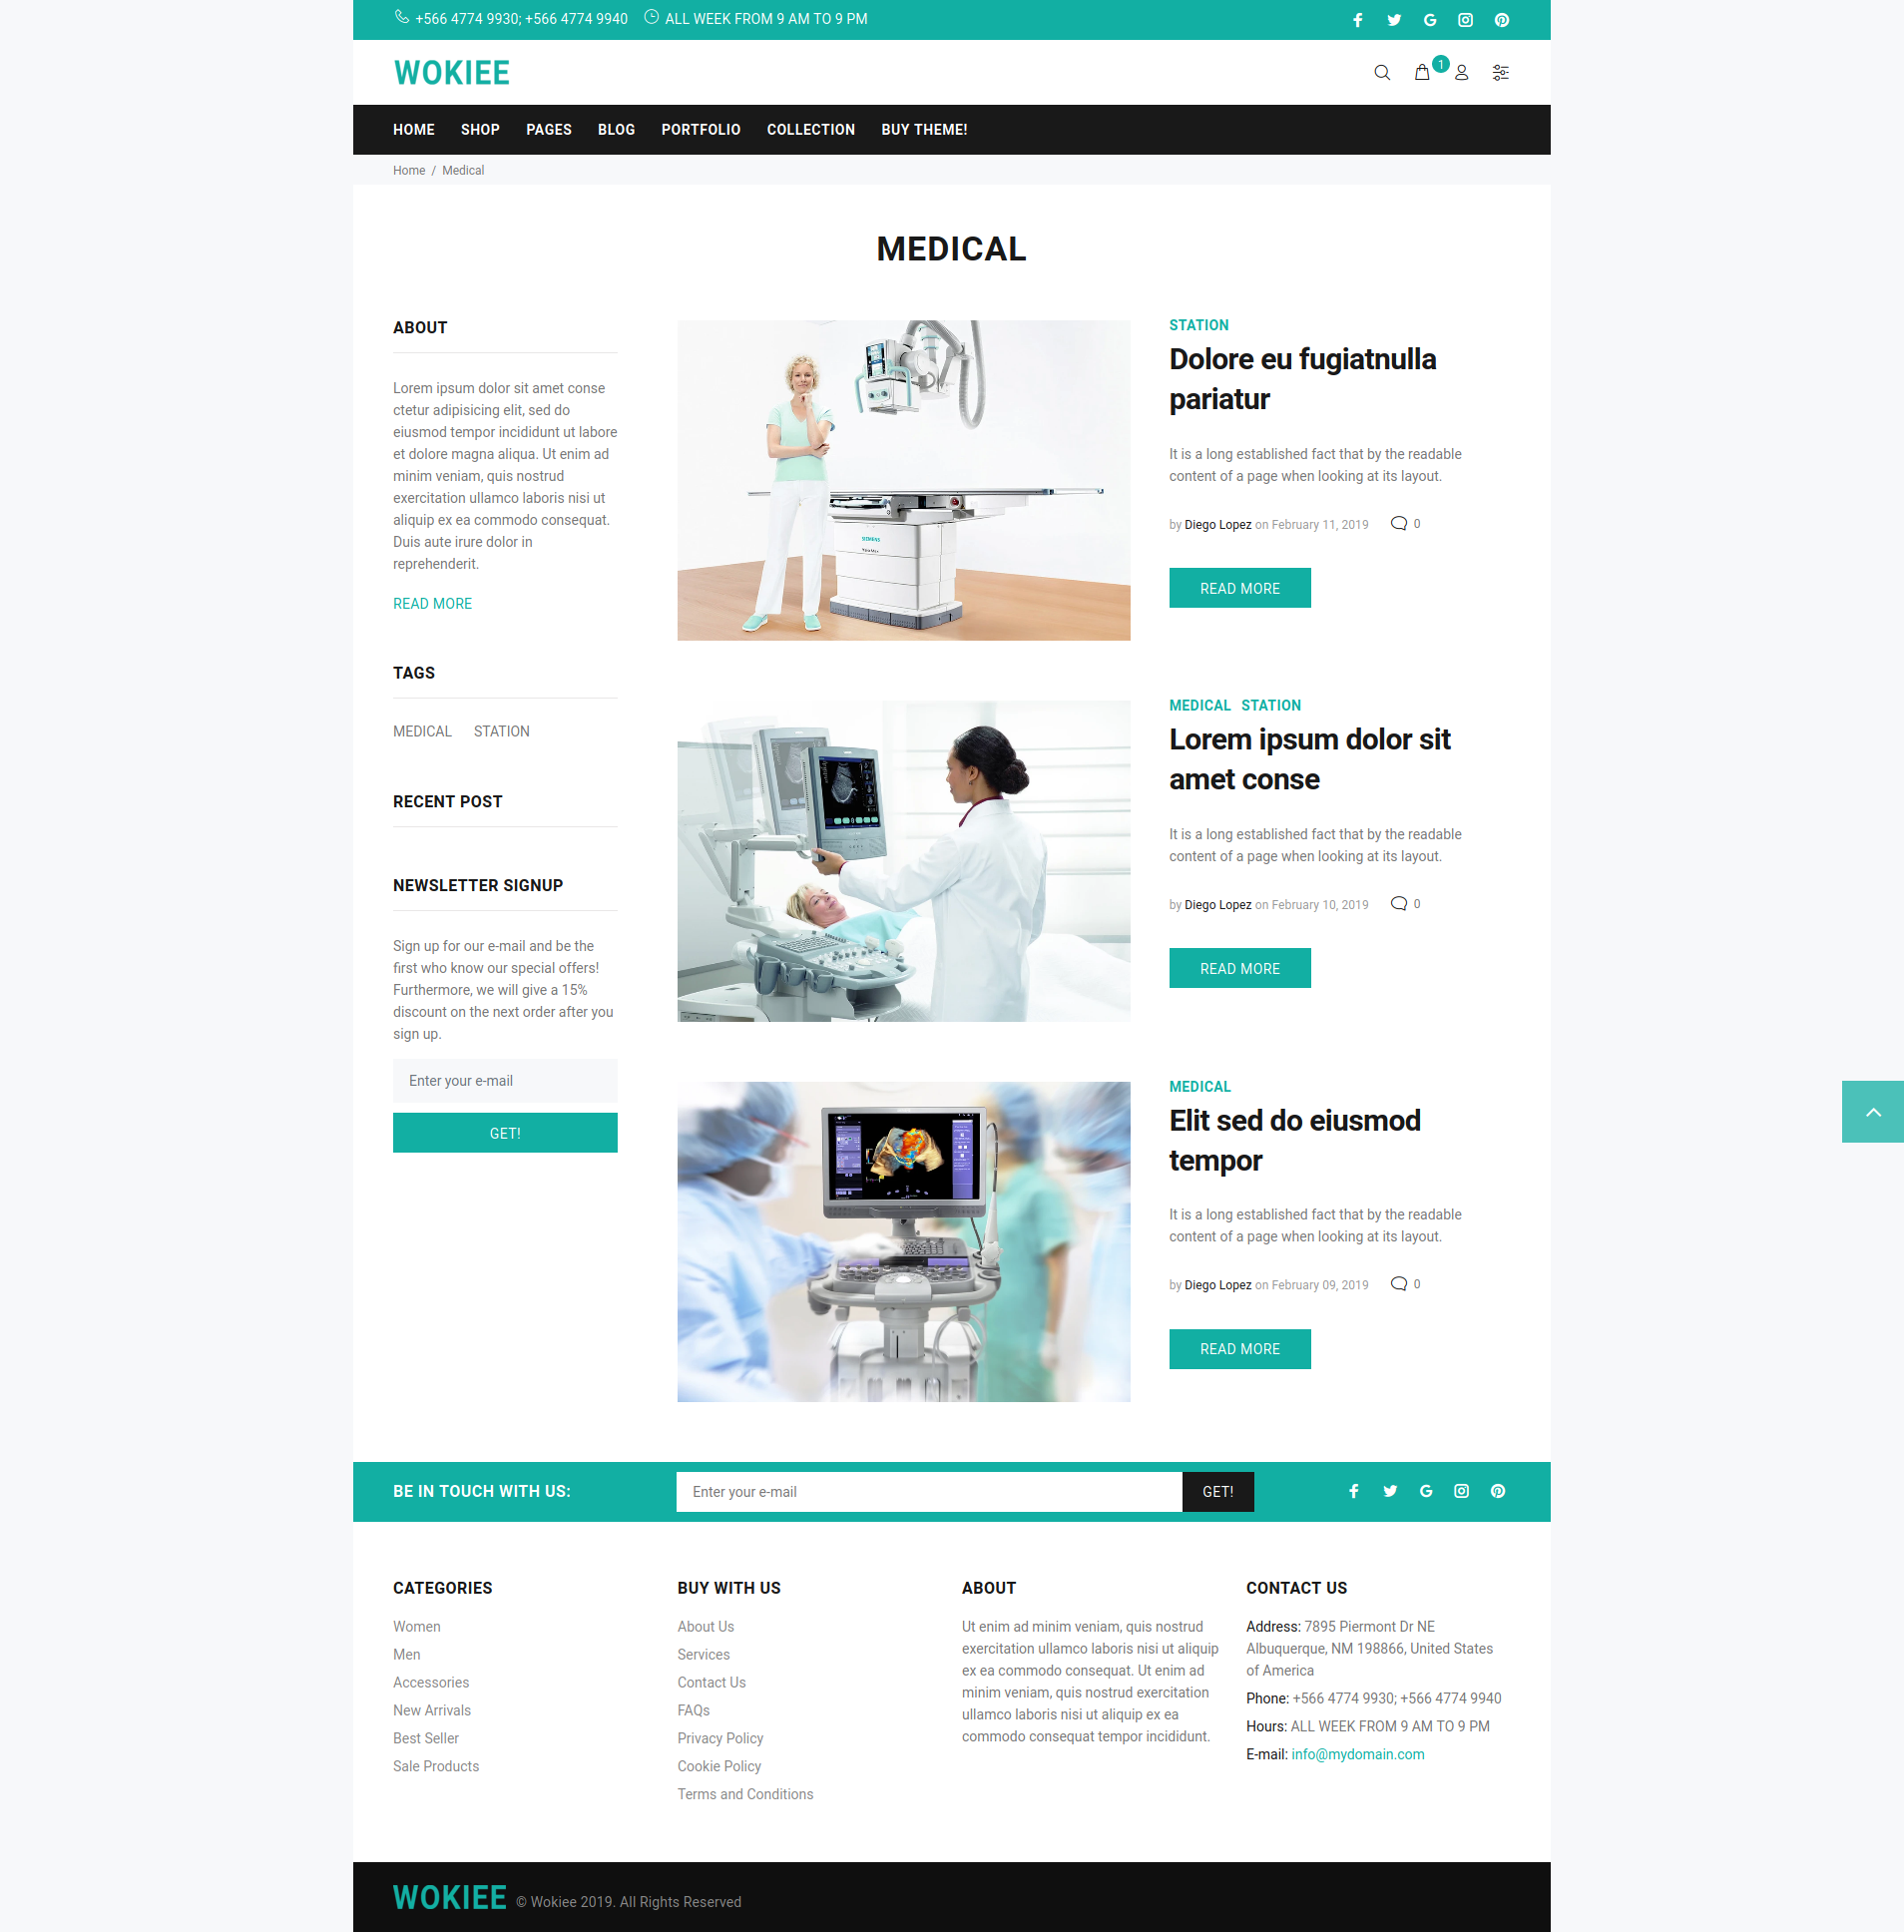 +566 4774 9930; +566 4774 9940 ALL WEEK FROM 9 AM TO 9 PM
WOKIEE
1
HOME SHOP PAGES BLOG PORTFOLIO COLLECTION BUY THEME!
Home / Medical
MEDICAL
ABOUT
Lorem ipsum dolor sit amet conse
ctetur adipisicing elit, sed do
eiusmod tempor incididunt ut labore
et dolore magna aliqua. Ut enim ad
minim veniam, quis nostrud
exercitation ullamco laboris nisi ut
aliquip ex ea commodo consequat.
Duis aute irure dolor in
reprehenderit.
READ MORE
TAGS
MEDICAL STATION
RECENT POST
NEWSLETTER SIGNUP
Sign up for our e-mail and be the
first who know our special offers!
Furthermore, we will give a 15%
discount on the next order after you
sign up.
Enter your e-mail
GET!
SIEMENS
STATION
Dolore eu fugiatnulla
pariatur
It is a long established fact that by the readable
content of a page when looking at its layout.
by Diego Lopez on February 11, 2019 0
READ MORE
MEDICAL STATION
Lorem ipsum dolor sit
amet conse
It is a long established fact that by the readable
content of a page when looking at its layout.
by Diego Lopez on February 10, 2019 0
READ MORE
MEDICAL
Elit sed do eiusmod
tempor
It is a long established fact that by the readable
content of a page when looking at its layout.
by Diego Lopez on February 09, 2019 0
READ MORE
BE IN TOUCH WITH US:
Enter your e-mail
GET!
CATEGORIES
Women
Men
Accessories
New Arrivals
Best Seller
Sale Products
BUY WITH US
About Us
Services
Contact Us
FAQs
Privacy Policy
Cookie Policy
Terms and Conditions
ABOUT
Ut enim ad minim veniam, quis nostrud
exercitation ullamco laboris nisi ut aliquip
ex ea commodo consequat. Ut enim ad
minim veniam, quis nostrud exercitation
ullamco laboris nisi ut aliquip ex ea
commodo consequat tempor incididunt.
CONTACT US
Address: 7895 Piermont Dr NE
Albuquerque, NM 198866, United States
of America
Phone: +566 4774 9930; +566 4774 9940
Hours: ALL WEEK FROM 9 AM TO 9 PM
E-mail: info@mydomain.com
WOKIEE © Wokiee 2019. All Rights Reserved